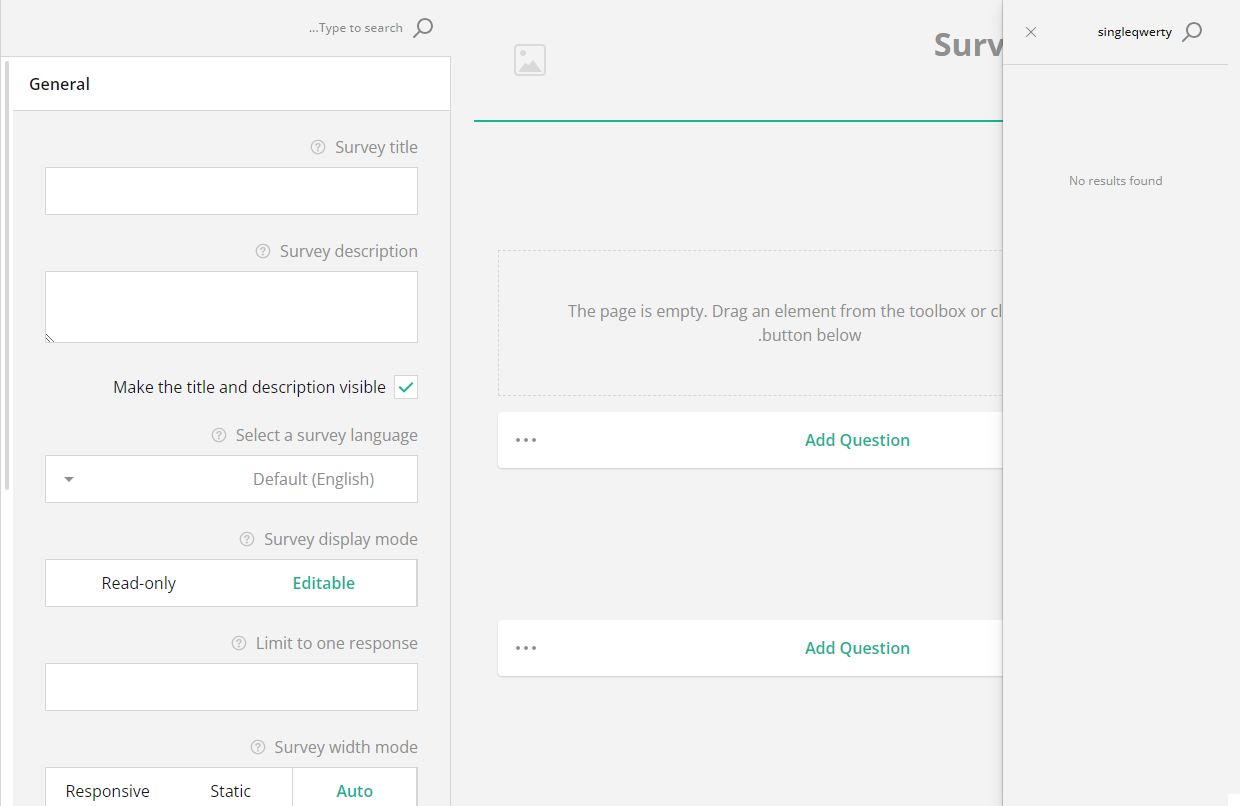 ...Type to search
General
Survey title
Survey description
Make the title and description visible
Select a survey language
Default (English)
Survey display mode
Read-only
Editable
Limit to one response
Survey width mode
Responsive
Static
Auto
Surv
The page is empty. Drag an element from the toolbox or cl
.button below
Add Question
Add Question
singleqwerty
No results found